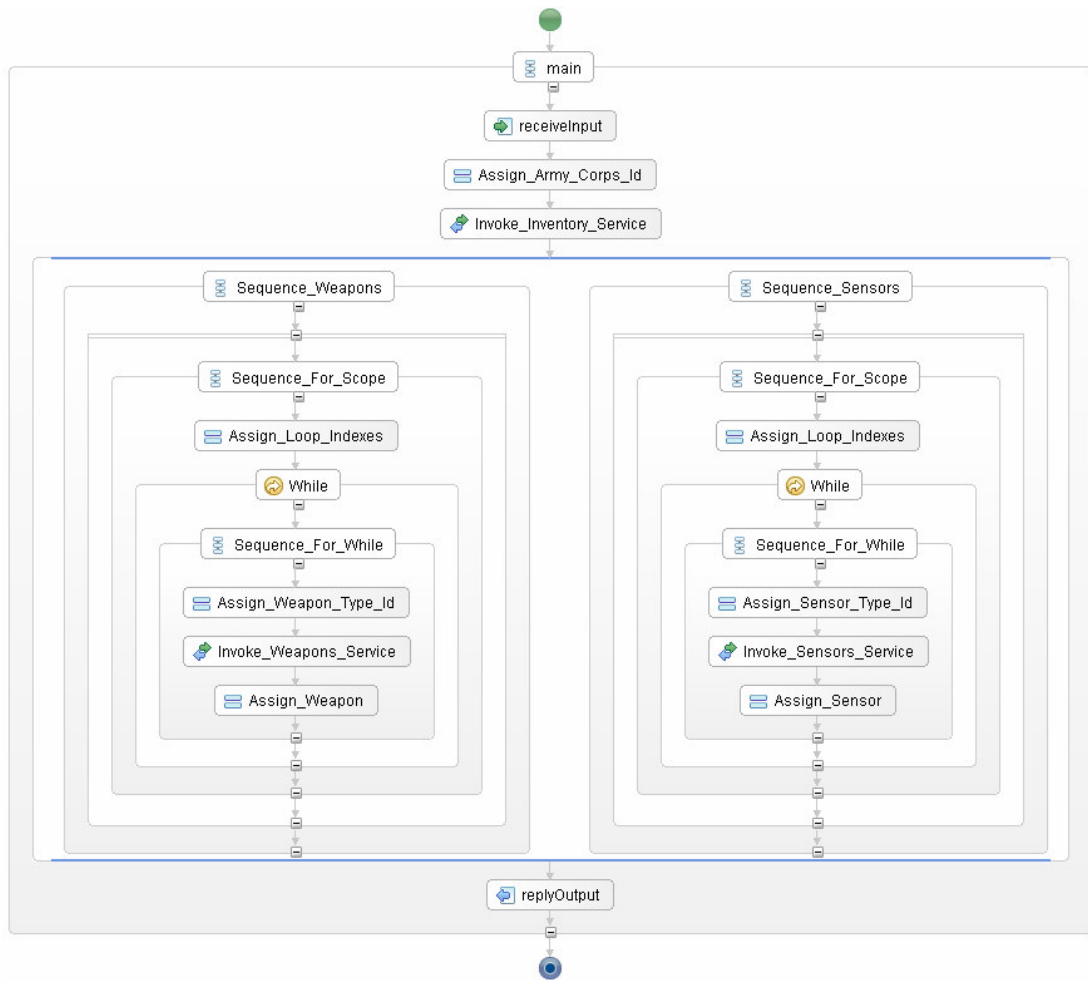 main
receiveInput
Assign_Army_Corps_Id
Invoke_Inventory_Service
Sequence_Weapons
Sequence_For_Scope
Assign_Loop_Indexes
While
Sequence_For_While
Assign_Weapon_Type_Id
Invoke_Weapons_Service
Assign_Weapon
Sequence_Sensors
Sequence_For_Scope
Assign_Loop_Indexes
While
Sequence_For_While
Assign_Sensor_Type_Id
Invoke_Sensors_Service
Assign_Sensor
replyOutput